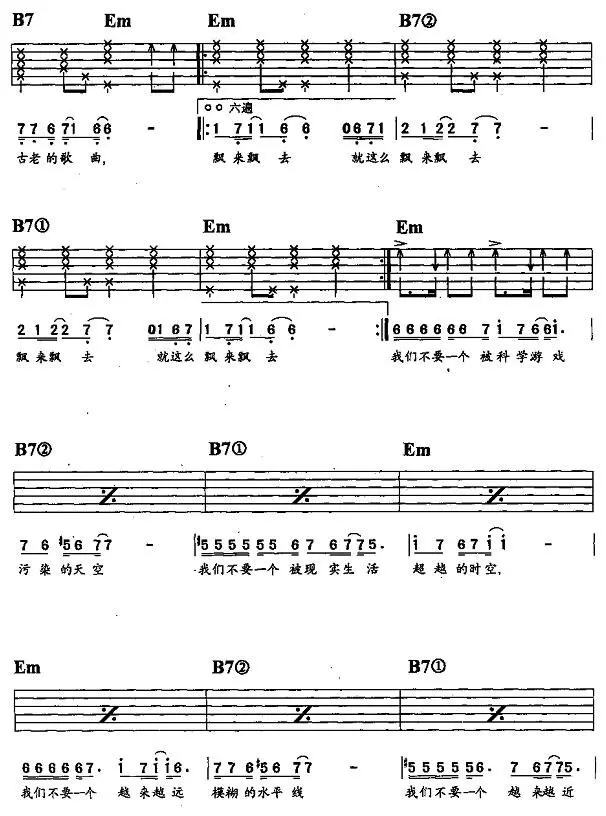 B7 Em Em B7②
六遍
7 7 6 7 1 6 6 - 1 7 1 1 6 6 0 6 7 1 2 1 2 2 7 7 -
古老的歌 曲, 飘来飘 去 就这么 飘来飘 去
B7① Em Em
2 1 2 2 7 7 0 1 6 7 1 7 1 1 6 6 - 6 6 6 6 6 6 6 7 i 7 6 6 i .
飘来飘 去 就这么 飘来飘 去 我们不要一个 被科学游戏
B7② B7① Em
7 6 #5 6 7 7 - #5 5 5 5 5 5 6 7 6 7 7 5 . i 7 6 7 i i -
污染的天空 我们不要一个 被现实生活 超越的时空,
Em B7② B7①
6 6 6 6 6 7 . i 7 i i 6 . 7 7 6 #5 6 7 7 - #5 5 5 5 5 6 . 7 6 7 7 5 .
我们不要一个 越来越远 模糊的水平线 我们不要一个 越来越近